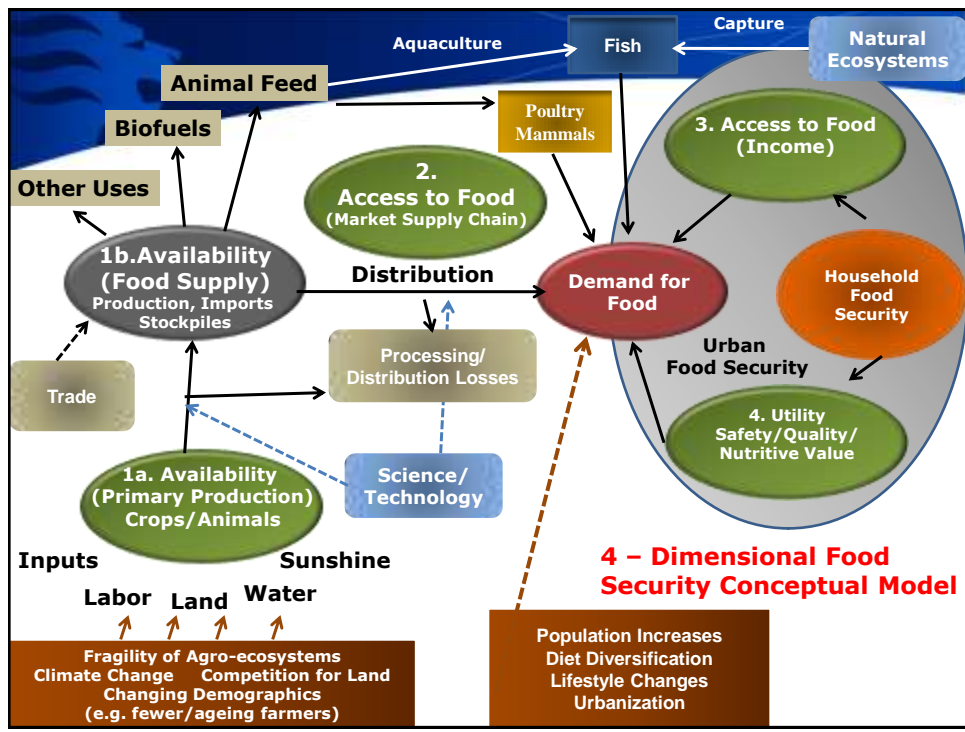 Capture
Aquaculture
Fish
Natural
Ecosystems
Animal Feed
Biofuels
Other Uses
Poultry
Mammals
3. Access to Food
(Income)
2.
Access to Food
(Market Supply Chain)
1b.Availability
(Food Supply)
Production, Imports
Stockpiles
Distribution
Demand for
Food
Household
Food
Security
Urban
Food Security
Trade
Processing/
Distribution Losses
4. Utility
Safety/Quality/
Nutritive Value
1a. Availability
(Primary Production)
Crops/Animals
Science/
Technology
Inputs
Sunshine
Labor
Land
Water
4 – Dimensional Food
Security Conceptual Model
Fragility of Agro-ecosystems
Climate Change Competition for Land
Changing Demographics
(e.g. fewer/ageing farmers)
Population Increases
Diet Diversification
Lifestyle Changes
Urbanization